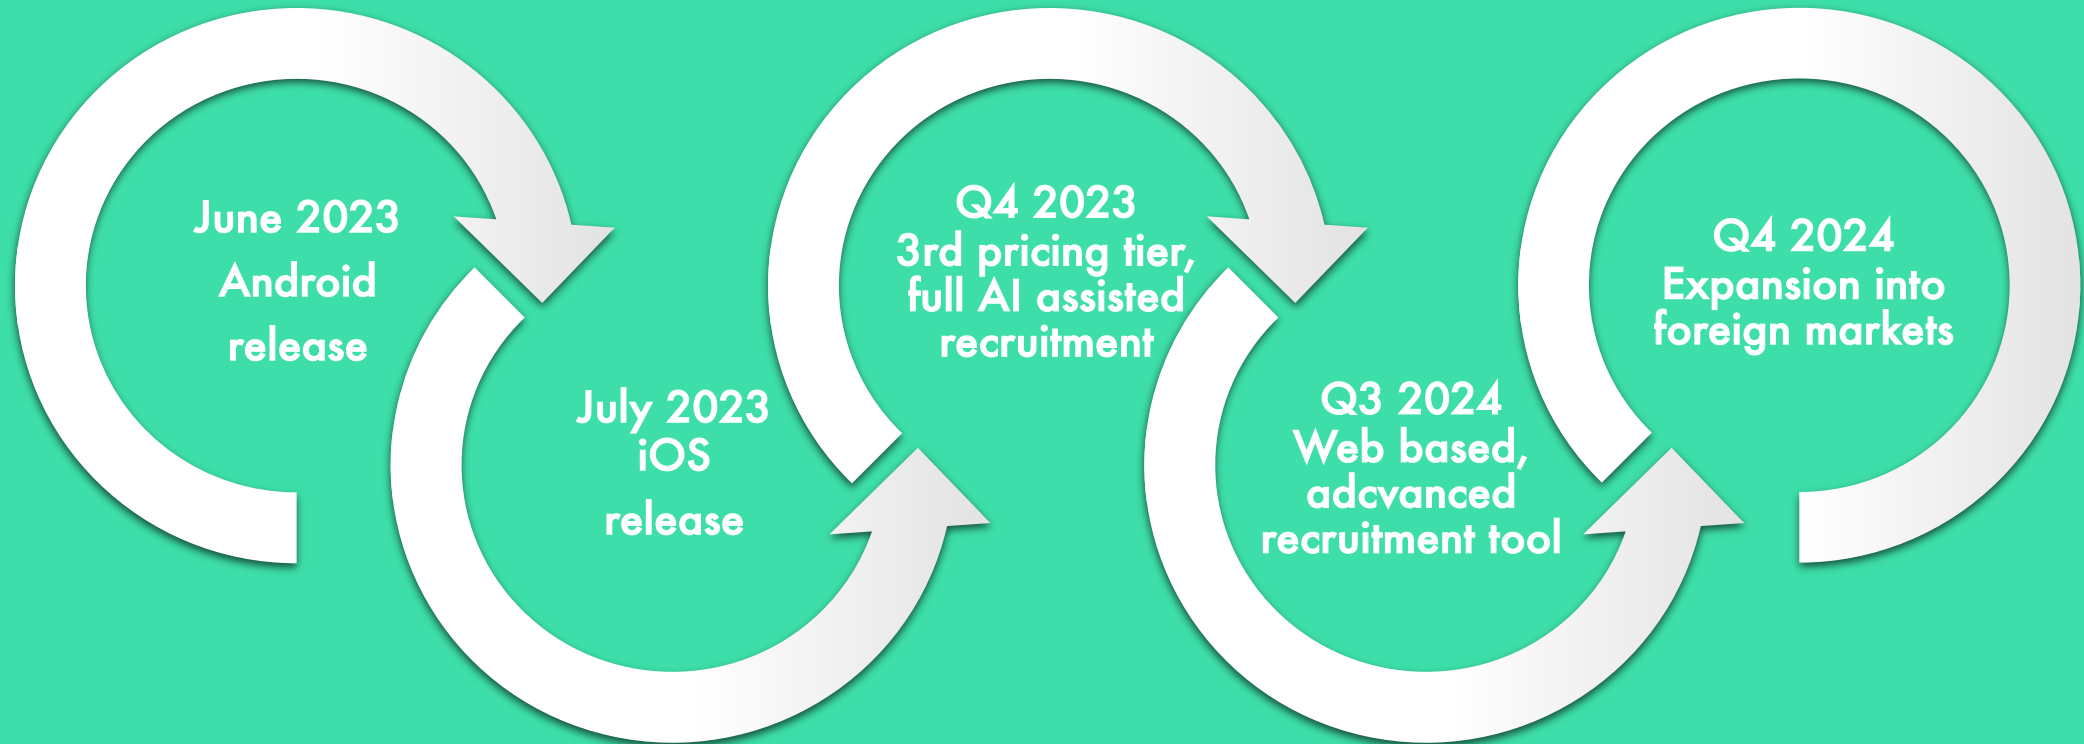 June 2023
Android
release
July 2023
iOS
release
Q4 2023
3rd pricing tier,
full AI assisted
recruitment
Q3 2024
Web based,
adcvanced
recruitment tool
Q4 2024
Expansion into
foreign markets